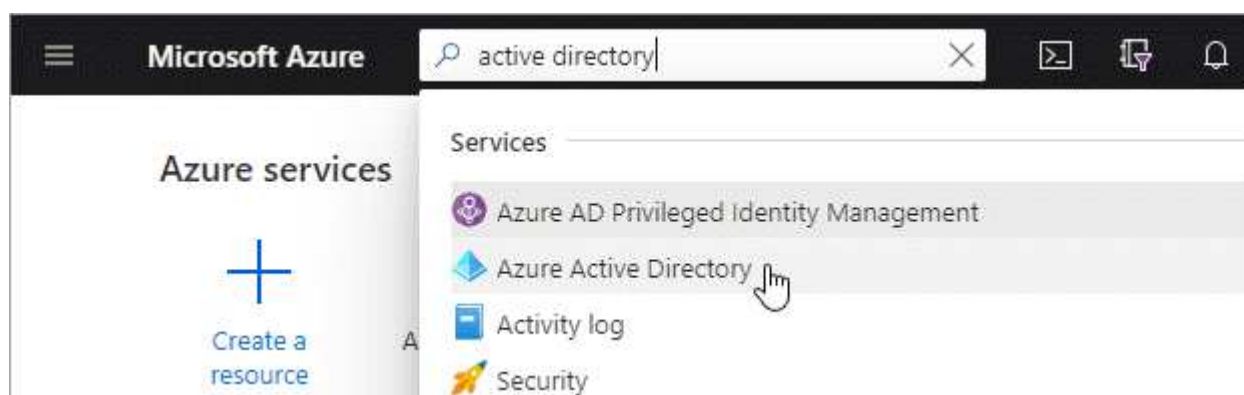 Microsoft Azure
active directory
Services
Azure services
Azure AD Privileged Identity Management
Azure Active Directory
Activity log
Create a
resource
A
Security